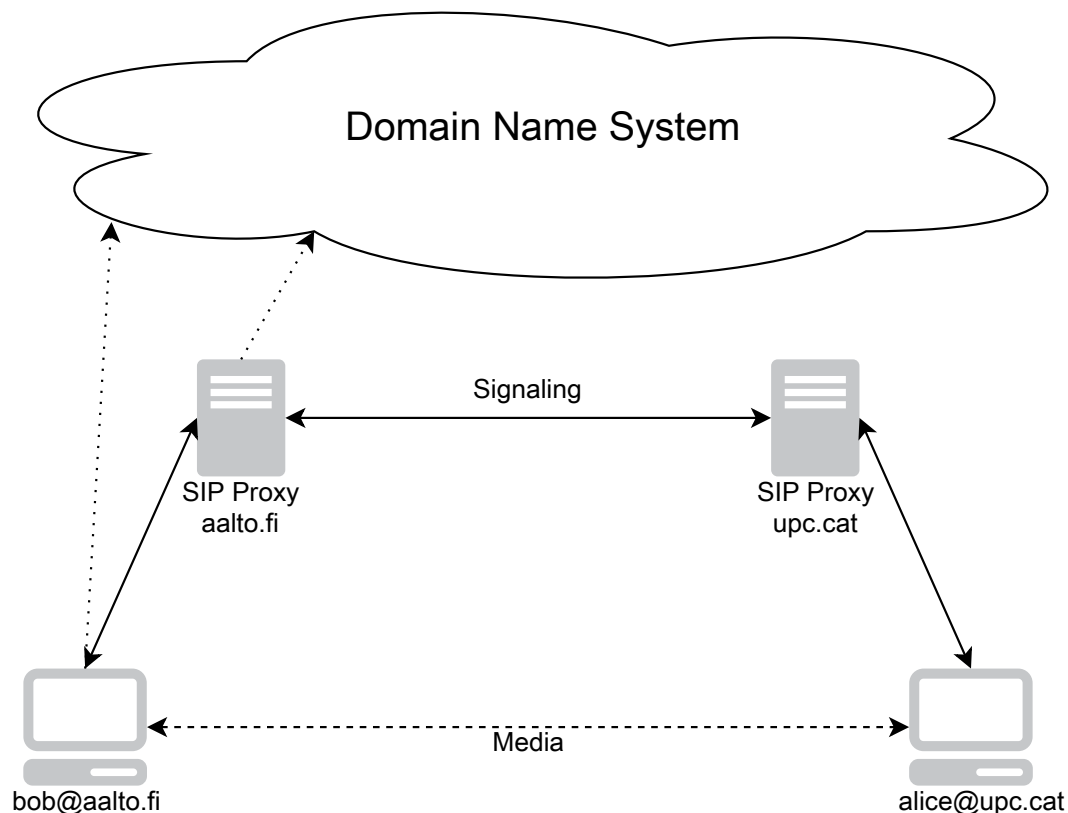 Domain Name System
Signaling
SIP Proxy
aalto.fi
SIP Proxy
upc.cat
Media
bob@aalto.fi
alice@upc.cat